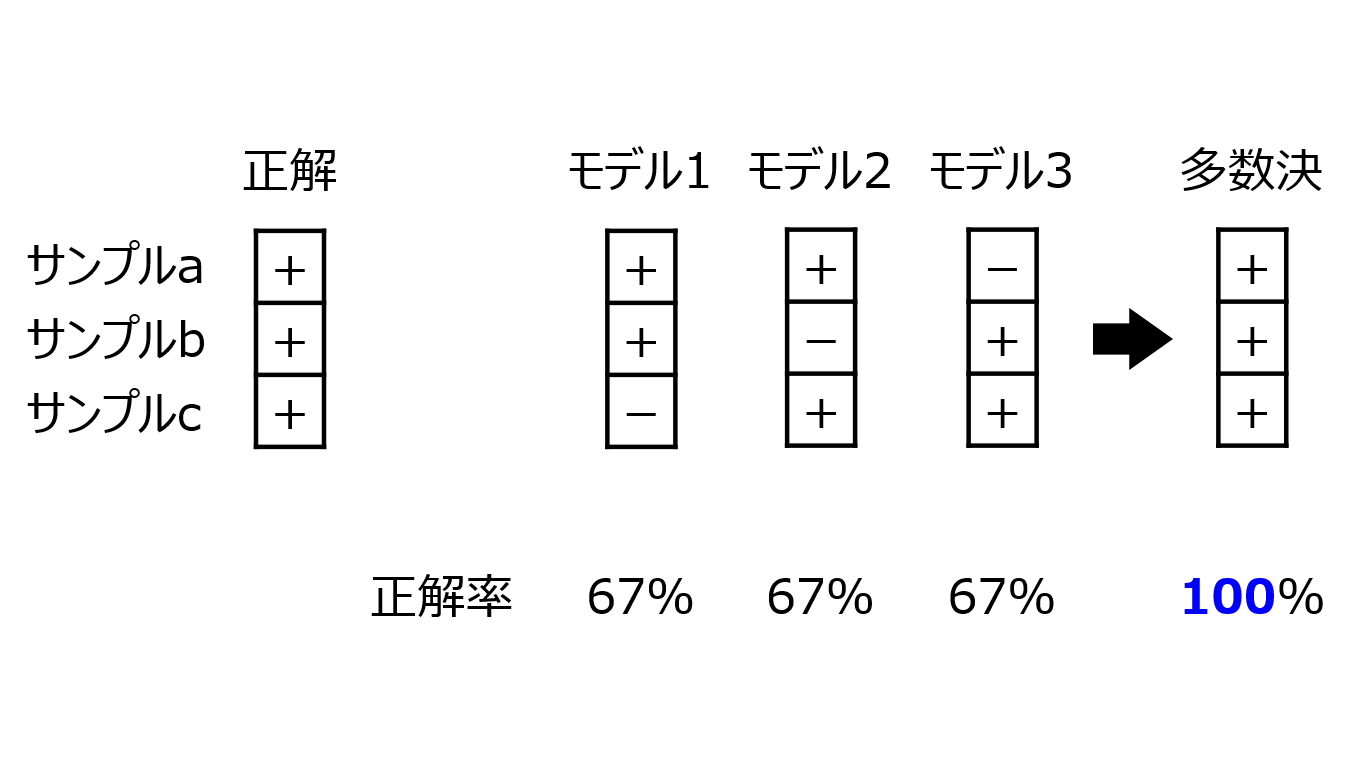 正解 モデル1 モデル2 モデル3 多数決
サンプルa + + + − +
サンプルb + + − + +
サンプルc + − + + +
正解率 67% 67% 67% 100%